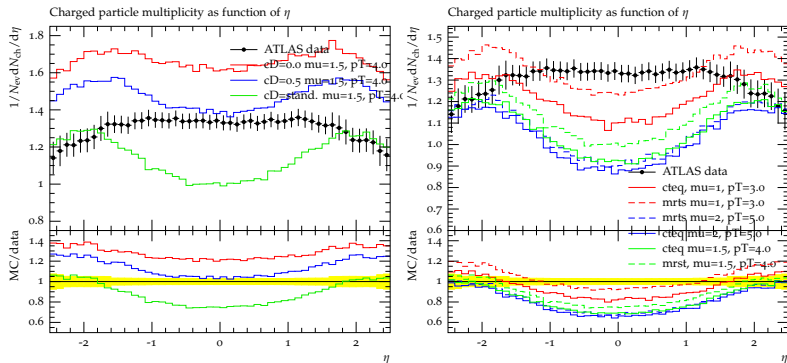 Charged particle multiplicity as function of η
1/Nev dNch/dη
1.8
1.6
1.4
1.2
1
0.8
ATLAS data
cD=0.0 mu=1.5, pT=4.0
cD=0.5 mu=1.5, pT=4.0
cD=stand. mu=1.5, pT=4.0
MC/data
1.4
1.2
1
0.8
0.6
-2
-1
0
1
2
η
Charged particle multiplicity as function of η
1/Nev dNch/dη
1.5
1.4
1.3
1.2
1.1
1.0
0.9
0.8
0.7
0.6
ATLAS data
cteq, mu=1, pT=3.0
mrts, mu=1, pT=3.0
mrts mu=2, pT=5.0
cteq mu=2, pT=5.0
cteq mu=1.5, pT=4.0
mrst, mu=1.5, pT=4.0
MC/data
1.4
1.2
1
0.8
0.6
-2
-1
0
1
2
η